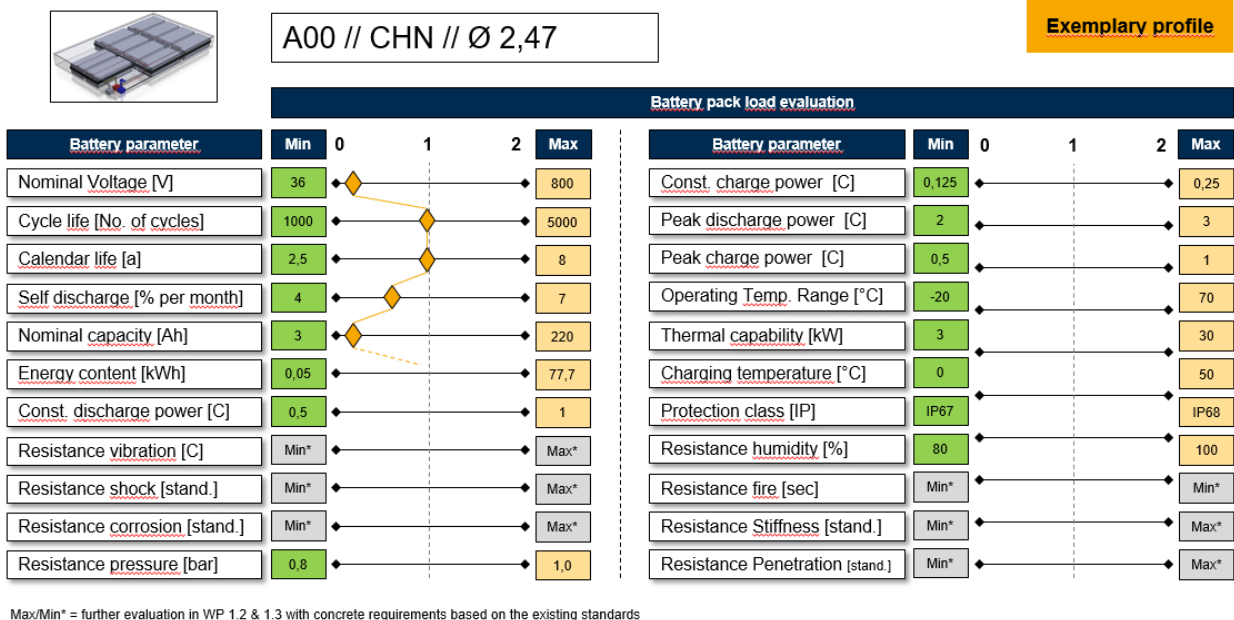 A00 // CHN // Ø 2,47
Exemplary profile
Battery pack load evaluation
Battery parameter Min 0 1 2 Max
Nominal Voltage [V] 36 800
Cycle life [No. of cycles] 1000 5000
Calendar life [a] 2,5 8
Self discharge [% per month] 4 7
Nominal capacity [Ah] 3 220
Energy content [kWh] 0,05 77,7
Const. discharge power [C] 0,5 1
Resistance vibration [C] Min* Max*
Resistance shock [stand.] Min* Max*
Resistance corrosion [stand.] Min* Max*
Resistance pressure [bar] 0,8 1,0
Battery parameter Min 0 1 2 Max
Const. charge power [C] 0,125 0,25
Peak discharge power [C] 2 3
Peak charge power [C] 0,5 1
Operating Temp. Range [°C] -20 70
Thermal capability [kW] 3 30
Charging temperature [°C] 0 50
Protection class [IP] IP67 IP68
Resistance humidity [%] 80 100
Resistance fire [sec] Min* Min*
Resistance Stiffness [stand.] Min* Max*
Resistance Penetration [stand.] Min* Max*
Max/Min* = further evaluation in WP 1.2 & 1.3 with concrete requirements based on the existing standards